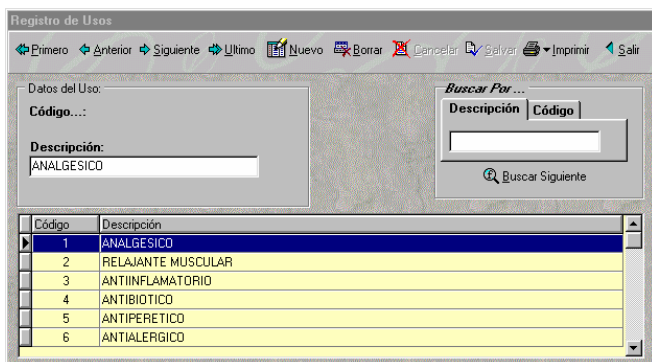 Registro de Usos
Primero Anterior Siguiente Ultimo Nuevo Borrar Cancelar Salvar Imprimir Salir
Datos del Uso:
Código...:
Descripción:
ANALGESICO
Buscar Por ...
Descripción Código
Buscar Siguiente
Código Descripción
1 ANALGESICO
2 RELAJANTE MUSCULAR
3 ANTIINFLAMATORIO
4 ANTIBIOTICO
5 ANTIPERETICO
6 ANTIALERGICO